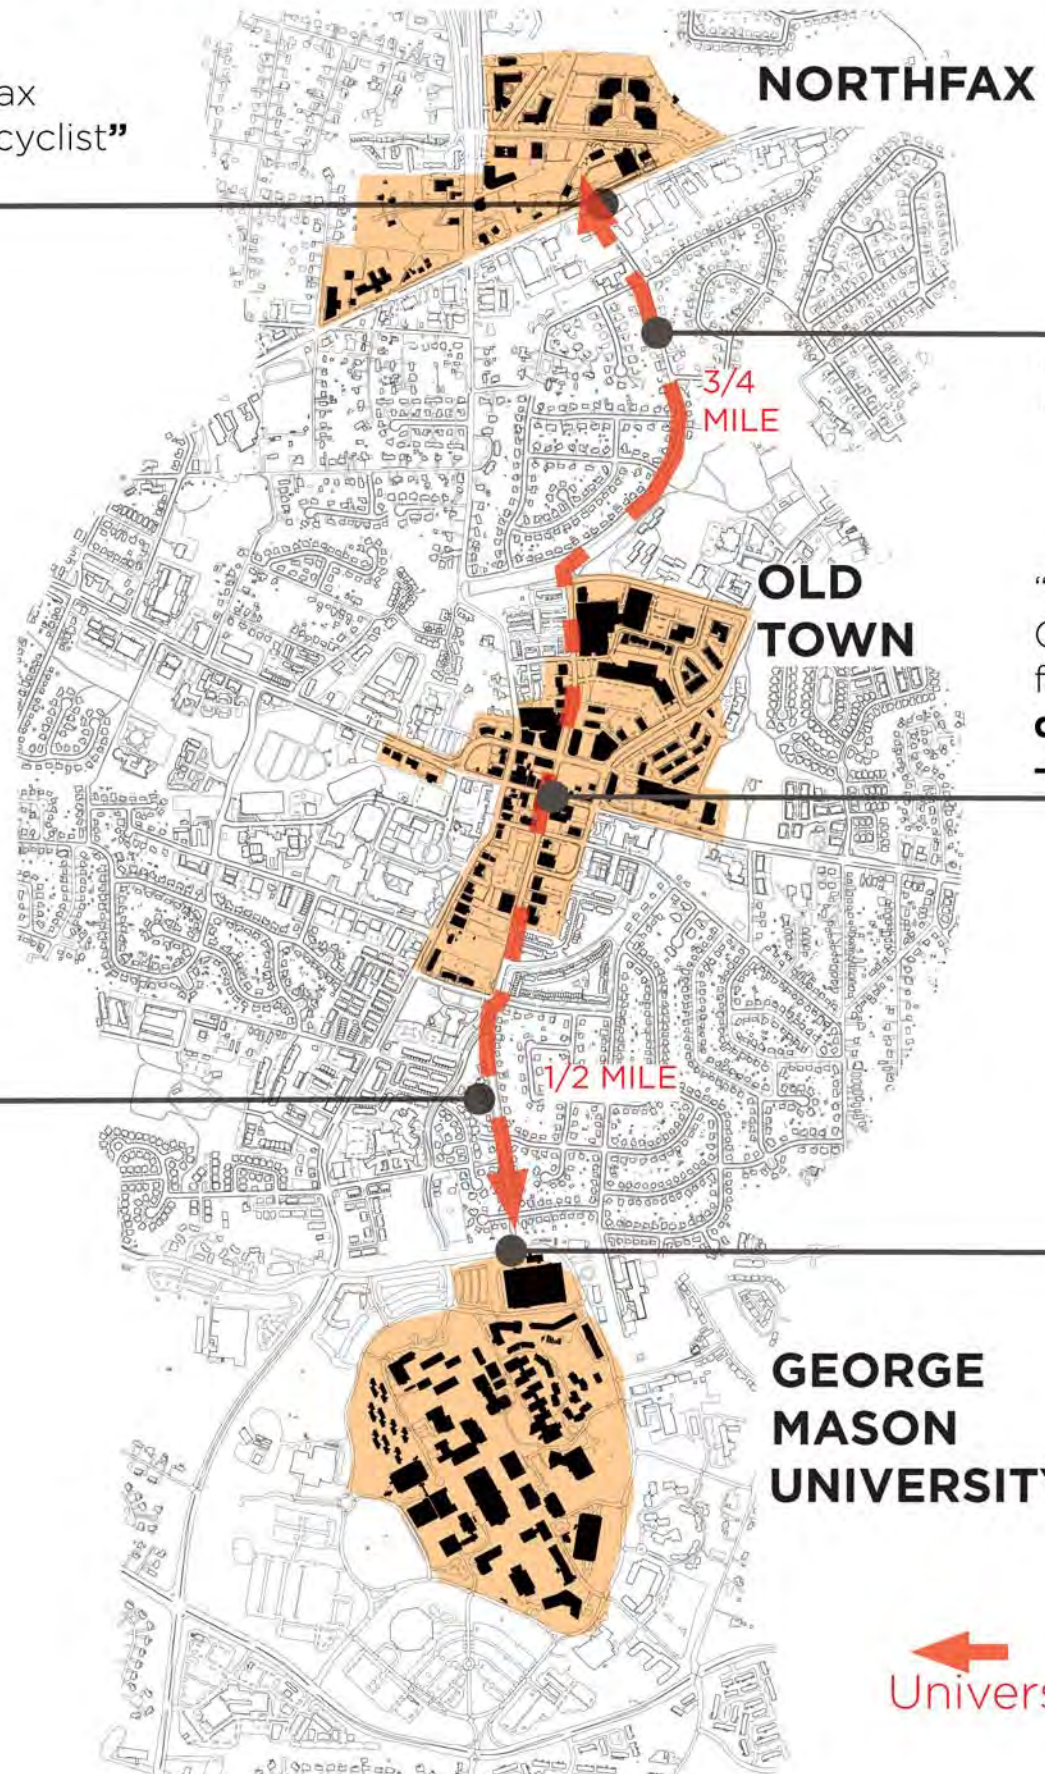 ax
cyclist”
NORTHFAX
3/4
MILE
OLD
TOWN
“
f
1/2 MILE
GEORGE
MASON
UNIVERSITY
Univers